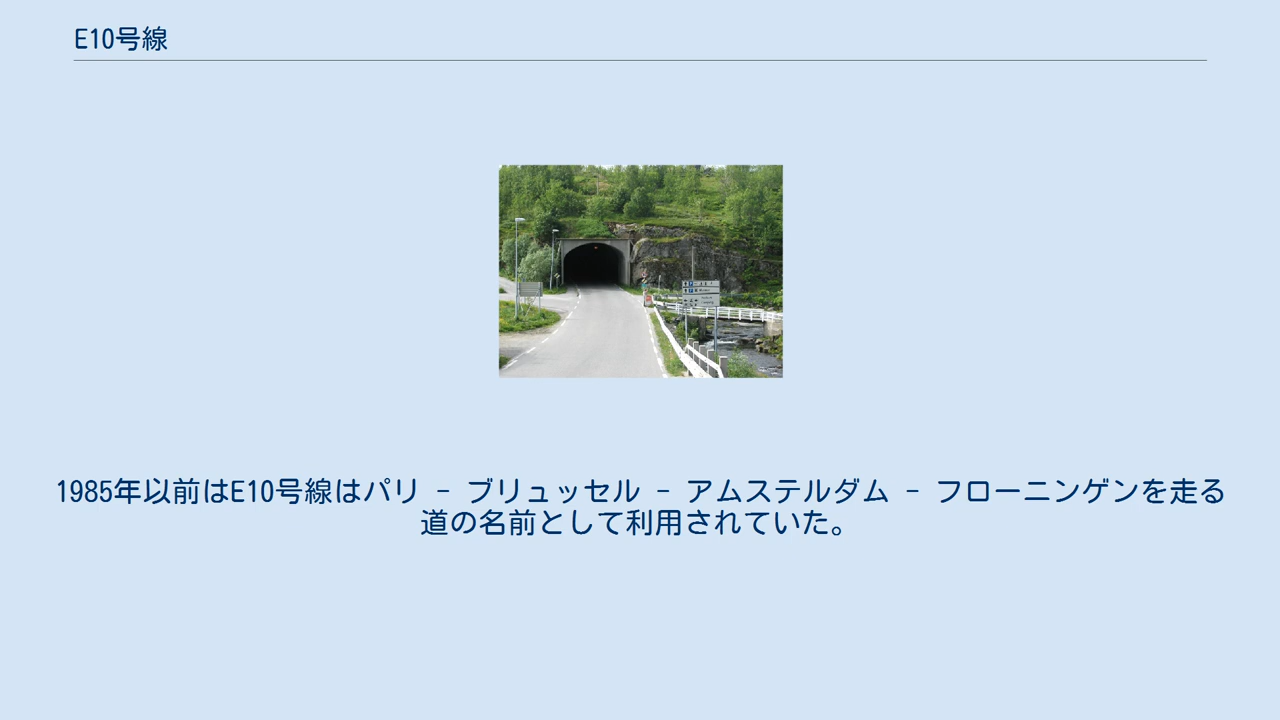 E10号線
1985年以前はE10号線はパリ - ブリュッセル - アムステルダム - フローニンゲンを走る
道の名前として利用されていた。